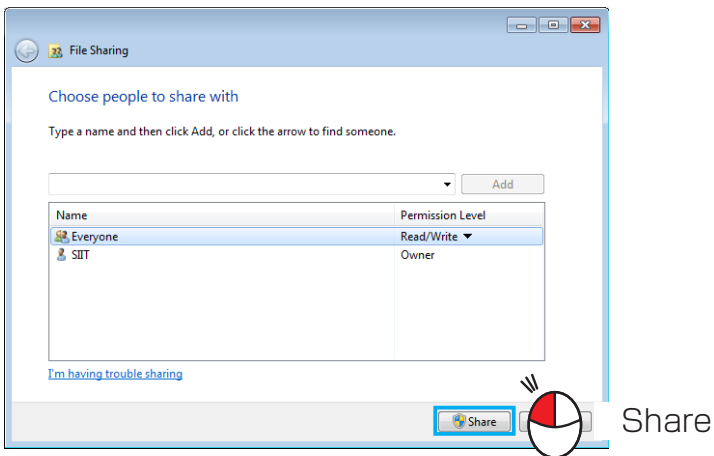 File Sharing
Choose people to share with
Type a name and then click Add, or click the arrow to find someone.
Add
Name Permission Level
Everyone Read/Write
SIIT Owner
I'm having trouble sharing
Share
Share